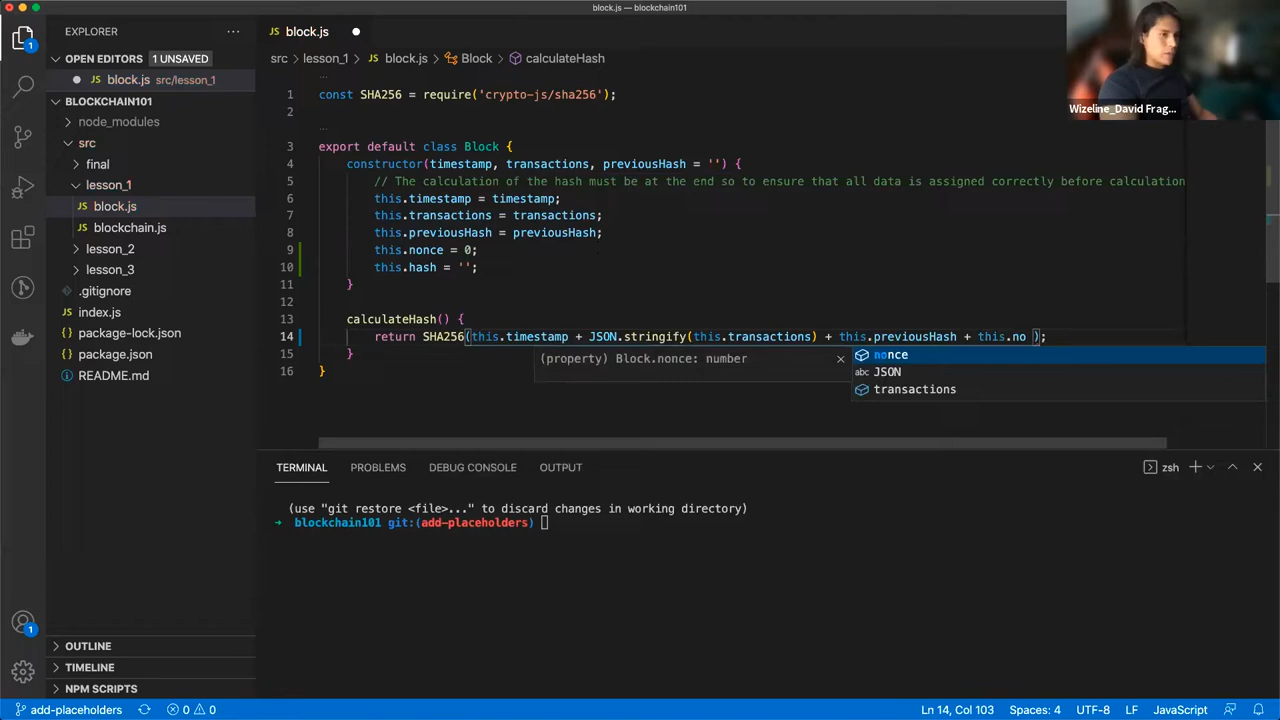 block.js — blockchain101
EXPLORER
block.js
OPEN EDITORS 1 UNSAVED
src lesson_1 block.js Block calculateHash
block.js src/lesson_1
BLOCKCHAIN101
node_modules
src
final
lesson_1
block.js
blockchain.js
lesson_2
lesson_3
.gitignore
index.js
package-lock.json
package.json
README.md
OUTLINE
TIMELINE
NPM SCRIPTS
1 const SHA256 = require('crypto-js/sha256');
2
3 export default class Block {
4 constructor(timestamp, transactions, previousHash = '') {
5 // The calculation of the hash must be at the end so to ensure that all data is assigned correctly before calculation
6 this.timestamp = timestamp;
7 this.transactions = transactions;
8 this.previousHash = previousHash;
9 this.nonce = 0;
10 this.hash = '';
11 }
12
13 calculateHash() {
14 return SHA256(this.timestamp + JSON.stringify(this.transactions) + this.previousHash + this.no );
15 }
16 }
(property) Block.nonce: number
nonce
abc JSON
transactions
TERMINAL PROBLEMS DEBUG CONSOLE OUTPUT
zsh
(use "git restore <file>..." to discard changes in working directory)
→ blockchain101 git:(add-placeholders)
Wizeline_David Frag...
1
1
add-placeholders 0 0
Ln 14, Col 103 Spaces: 4 UTF-8 LF JavaScript